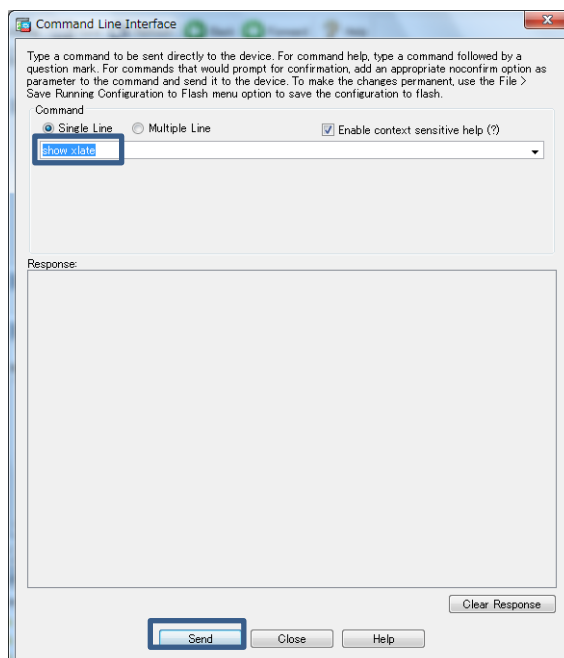 Command Line Interface
Type a command to be sent directly to the device. For command help, type a command followed by a
question mark. For commands that would prompt for confirmation, add an appropriate noconfirm option as
parameter to the command and send it to the device. To make the changes permanent, use the File >
Save Running Configuration to Flash menu option to save the configuration to flash.
Command
Single Line Multiple Line Enable context sensitive help (?)
show xlate
Response:
Clear Response
Send Close Help